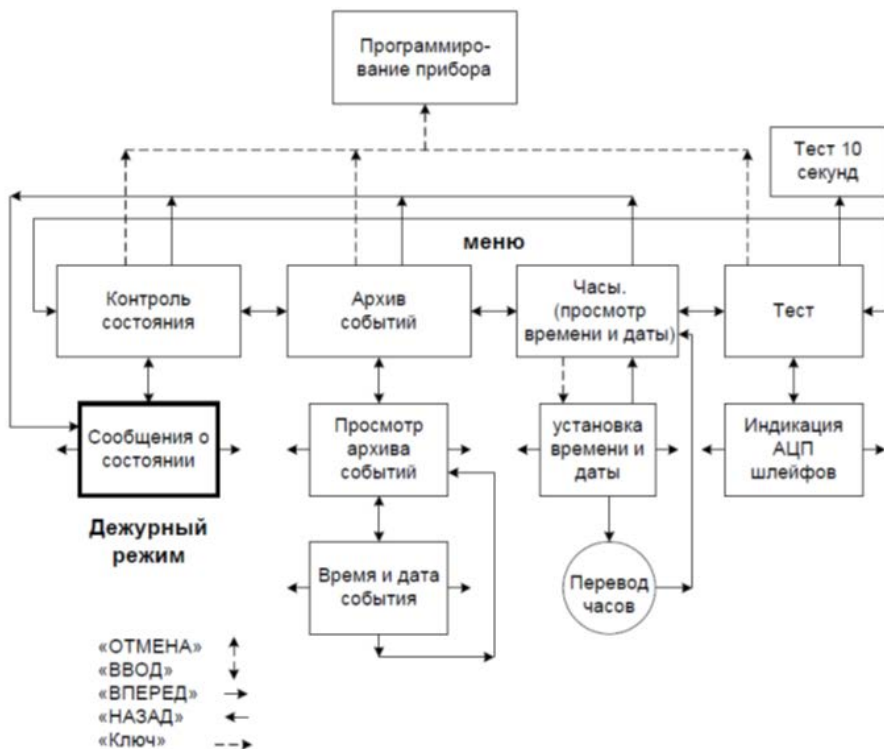 Программиро-
вание прибора
Тест 10
секунд
меню
Контроль
состояния
Архив
событий
Часы.
(просмотр
времени и даты)
Тест
Сообщения о
состоянии
Просмотр
архива
событий
установка
времени и
даты
Индикация
АЦП
шлейфов
Дежурный
режим
Время и дата
события
Перевод
часов
«ОТМЕНА»
«ВВОД»
«ВПЕРЕД»
«НАЗАД»
«Ключ»